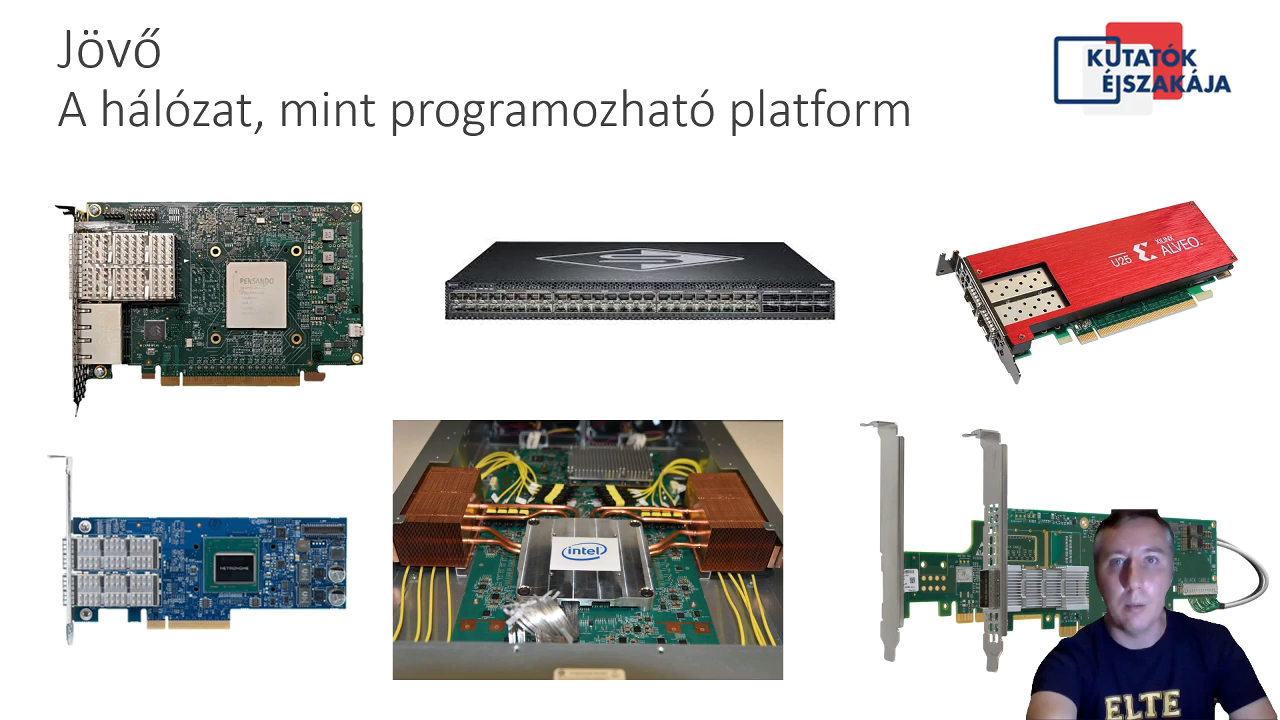 Jövő
A hálózat, mint programozható platform
KUTATÓK
ÉJSZAKÁJA
PENSANDO
U25
XILINX
ALVEO
NETRONOME
intel
ELTE